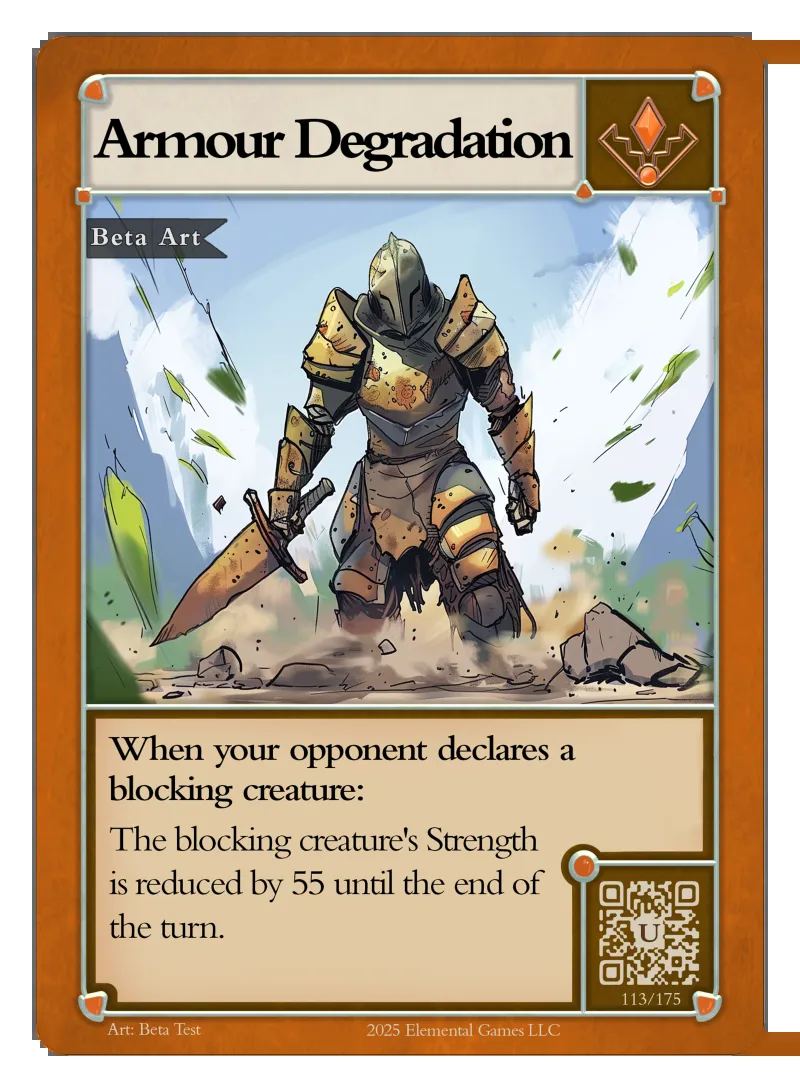 Armour Degradation
Beta Art
When your opponent declares a
blocking creature:
The blocking creature's Strength
is reduced by 55 until the end of
the turn.
U
113/175
Art: Beta Test
2025 Elemental Games LLC